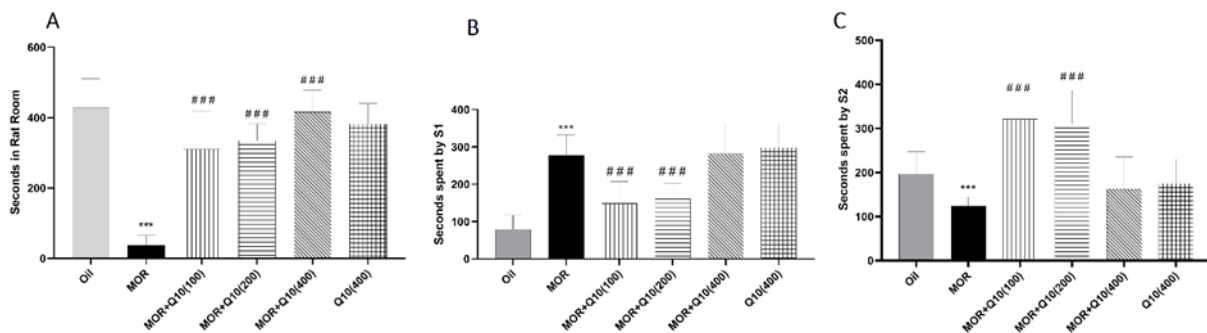 A
Seconds in Rat Room
600
400
200
0
***
###
###
###
Oil
MOR
MOR+Q10(100)
MOR+Q10(200)
MOR+Q10(400)
Q10(400)
B
Seconds spent by S1
400
300
200
100
0
***
###
###
Oil
MOR
MOR+Q10(100)
MOR+Q10(200)
MOR+Q10(400)
Q10(400)
C
Seconds spent by S2
500
400
300
200
100
0
***
###
###
Oil
MOR
MOR+Q10(100)
MOR+Q10(200)
MOR+Q10(400)
Q10(400)